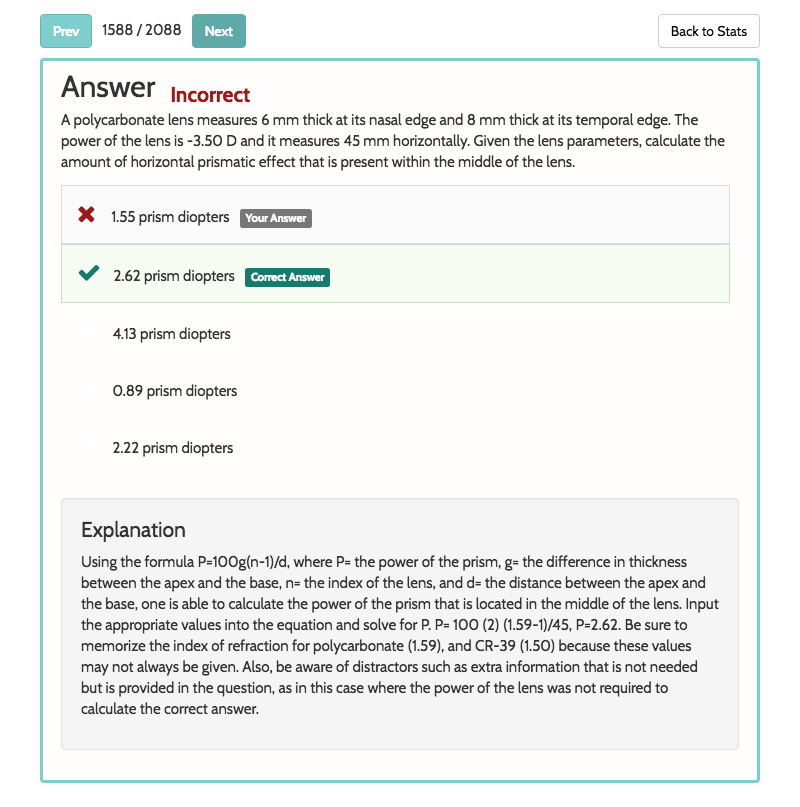 Prev 1588 / 2088 Next Back to Stats
Answer Incorrect
A polycarbonate lens measures 6 mm thick at its nasal edge and 8 mm thick at its temporal edge. The
power of the lens is -3.50 D and it measures 45 mm horizontally. Given the lens parameters, calculate the
amount of horizontal prismatic effect that is present within the middle of the lens.
1.55 prism diopters Your Answer
2.62 prism diopters Correct Answer
4.13 prism diopters
0.89 prism diopters
2.22 prism diopters
Explanation
Using the formula P=100g(n-1)/d, where P= the power of the prism, g= the difference in thickness
between the apex and the base, n= the index of the lens, and d= the distance between the apex and
the base, one is able to calculate the power of the prism that is located in the middle of the lens. Input
the appropriate values into the equation and solve for P. P= 100 (2) (1.59-1)/45, P=2.62. Be sure to
memorize the index of refraction for polycarbonate (1.59), and CR-39 (1.50) because these values
may not always be given. Also, be aware of distractors such as extra information that is not needed
but is provided in the question, as in this case where the power of the lens was not required to
calculate the correct answer.